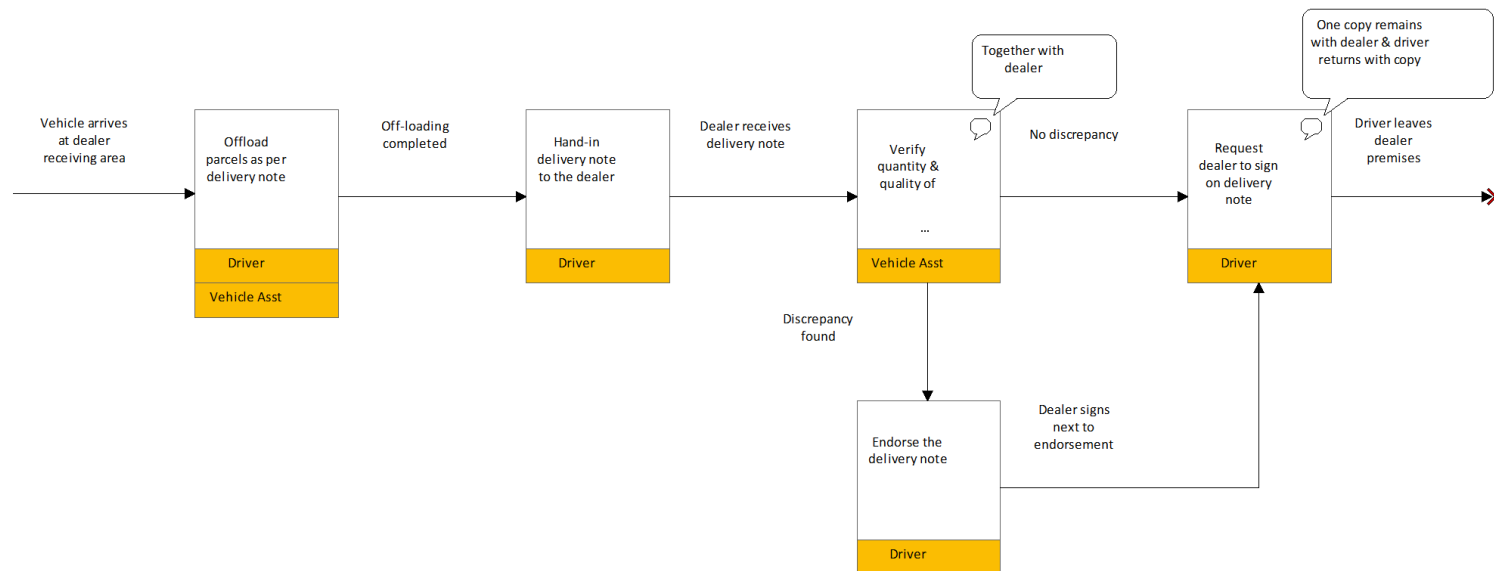 One copy remains
with dealer & driver
returns with copy
Together with
dealer
Vehicle arrives
at dealer
receiving area
Offload
parcels as per
delivery note
Driver
Vehicle Asst
Off-loading
completed
Hand-in
delivery note
to the dealer
Driver
Dealer receives
delivery note
Verify
quantity &
quality of
...
Vehicle Asst
No discrepancy
Request
dealer to sign
on delivery
note
Driver
Driver leaves
dealer
premises
Discrepancy
found
Endorse the
delivery note
Driver
Dealer signs
next to
endorsement